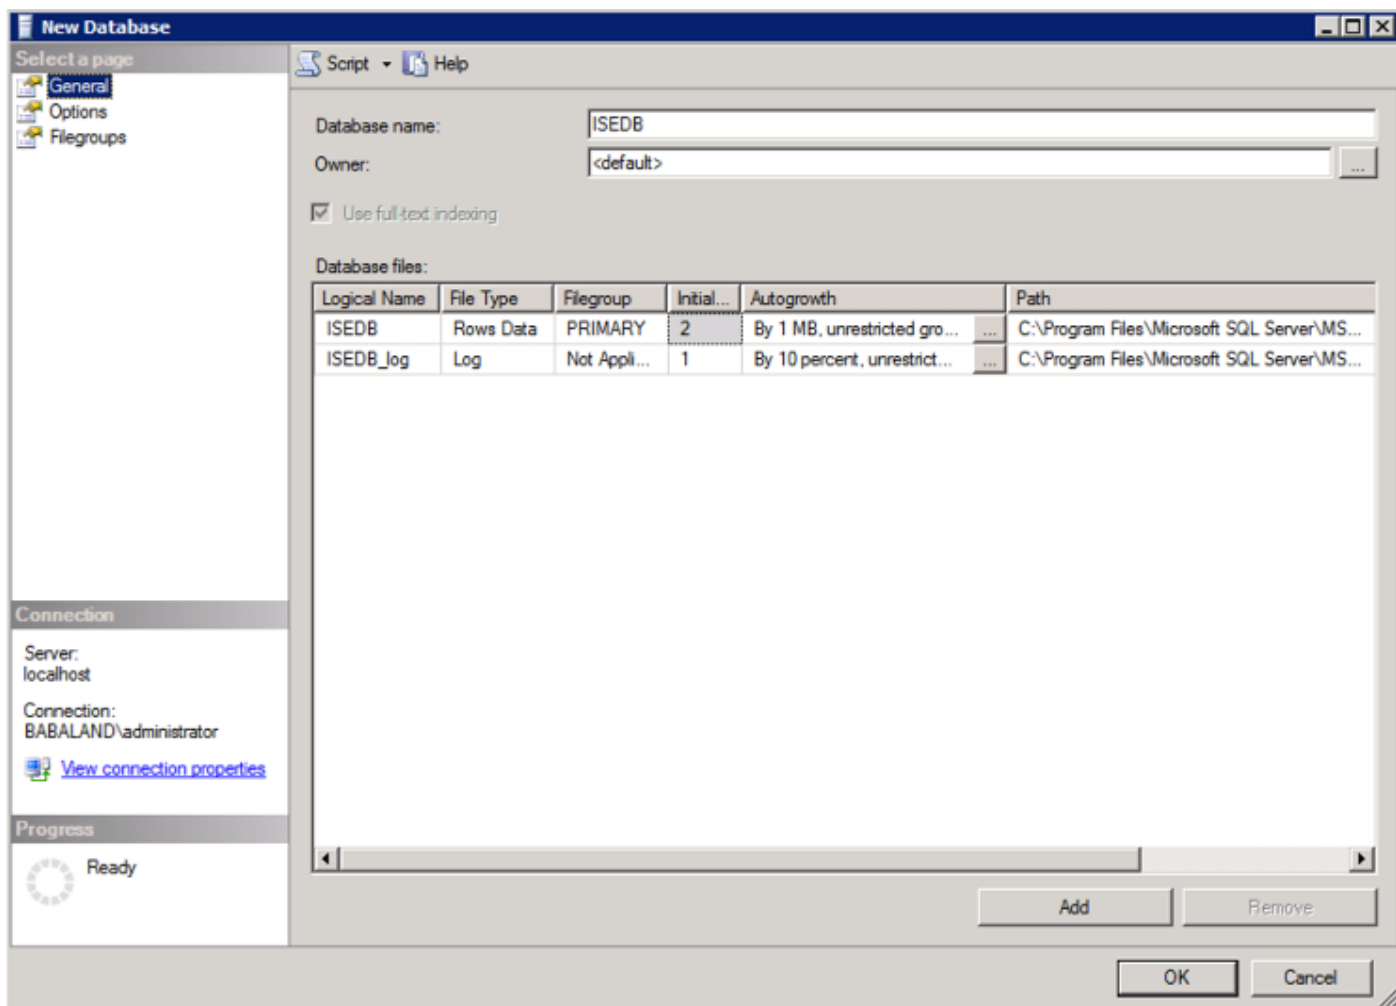 New Database
Select a page
General
Options
Filegroups
Script
Help
Database name:
ISEDB
Owner:
<default>
...
Use full-text indexing
Database files:
Logical Name File Type Filegroup Initial... Autogrowth Path
ISEDB Rows Data PRIMARY 2 By 1 MB, unrestricted gro... ... C:\Program Files\Microsoft SQL Server\MS...
ISEDB_log Log Not Appli... 1 By 10 percent, unrestrict... ... C:\Program Files\Microsoft SQL Server\MS...
Connection
Server:
localhost
Connection:
BABALAND\administrator
View connection properties
Progress
Ready
Add Remove
OK Cancel